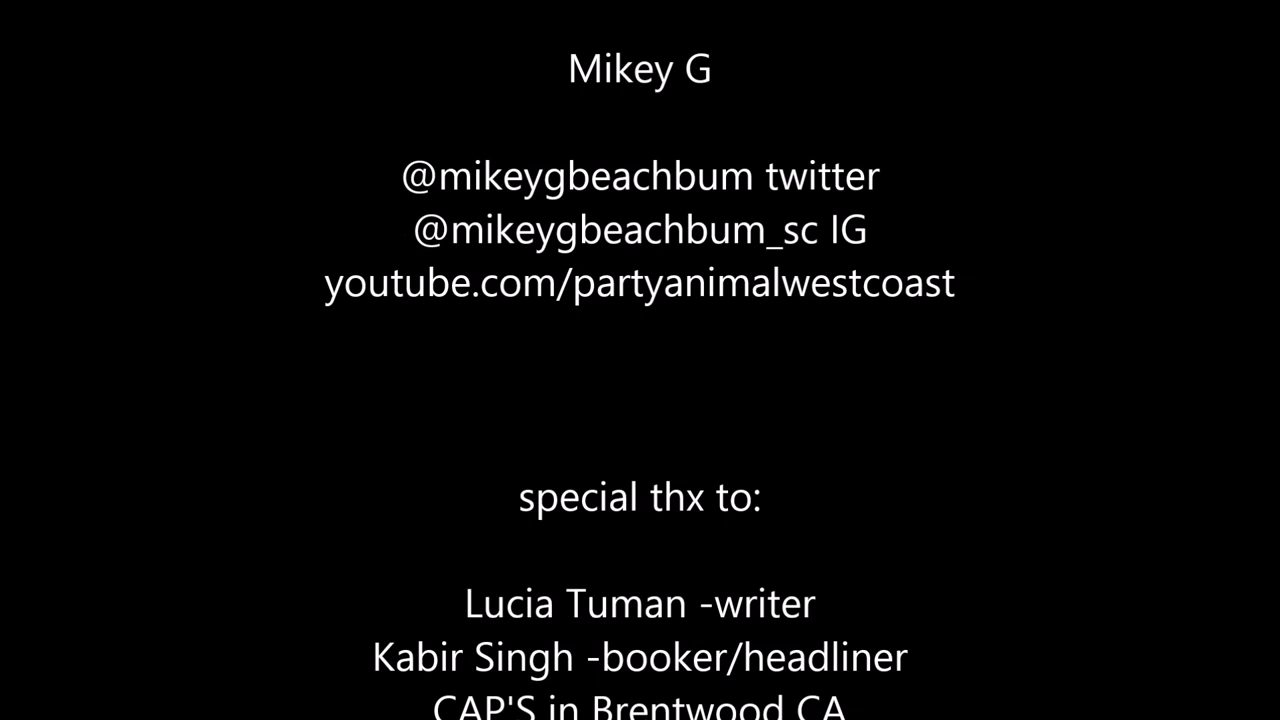 Mikey G
@mikeygbeachbum twitter
@mikeygbeachbum_sc IG
youtube.com/partyanimalwestcoast
special thx to:
Lucia Tuman -writer
Kabir Singh -booker/headliner
CAP'S in Brentwood CA